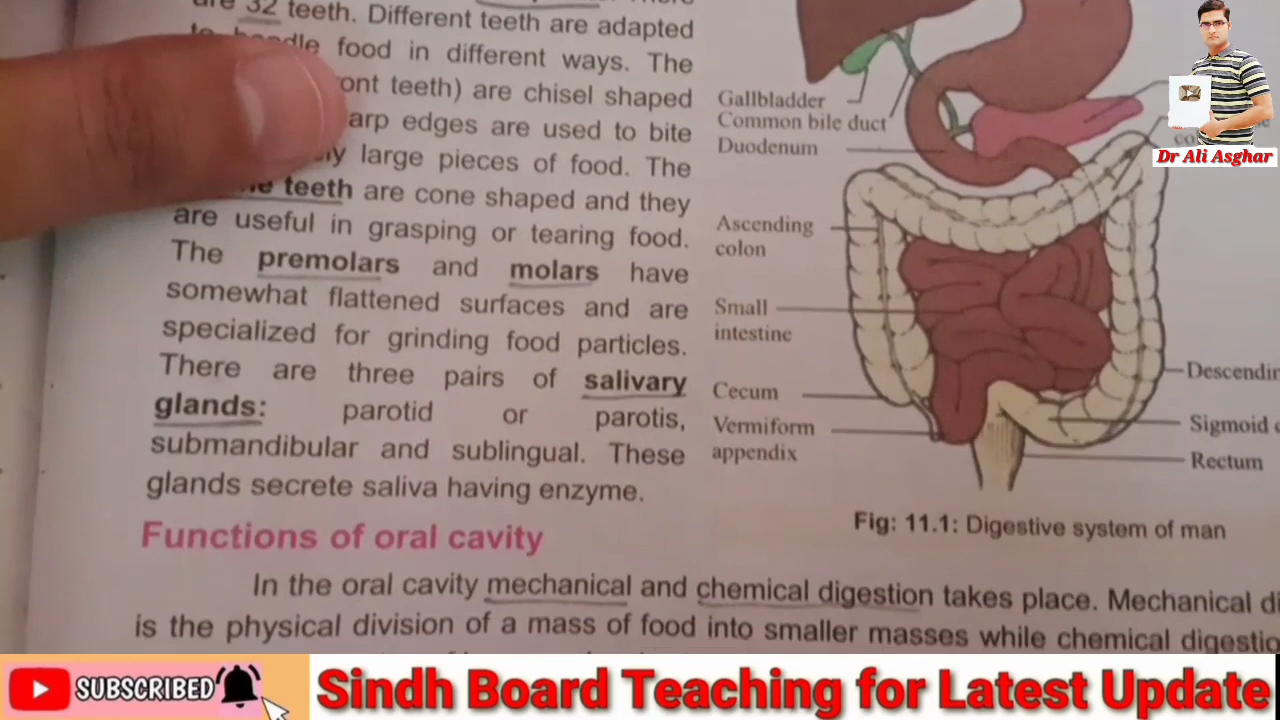 are 32 teeth. Different teeth are adapted
food in different ways. The
teeth) are chisel shaped
edges are used to bite
large pieces of food. The
teeth are cone shaped and they
are useful in grasping or tearing food.
The premolars and molars have
somewhat flattened surfaces and are
specialized for grinding food particles.
There are three pairs of salivary
glands: parotid or parotis,
submandibular and sublingual. These
glands secrete saliva having enzyme.
Functions of oral cavity
In the oral cavity mechanical and chemical digestion takes place. Mechanical di
is the physical division of a mass of food into smaller masses while chemical digestio
Gallbladder
Common bile duct
Duodenum
Ascending
colon
Small
intestine
Cecum
Vermiform
appendix
Descendin
Sigmoid c
Rectum
Fig: 11.1: Digestive system of man
Dr Ali Asghar
SUBSCRIBED
Sindh Board Teaching for Latest Update